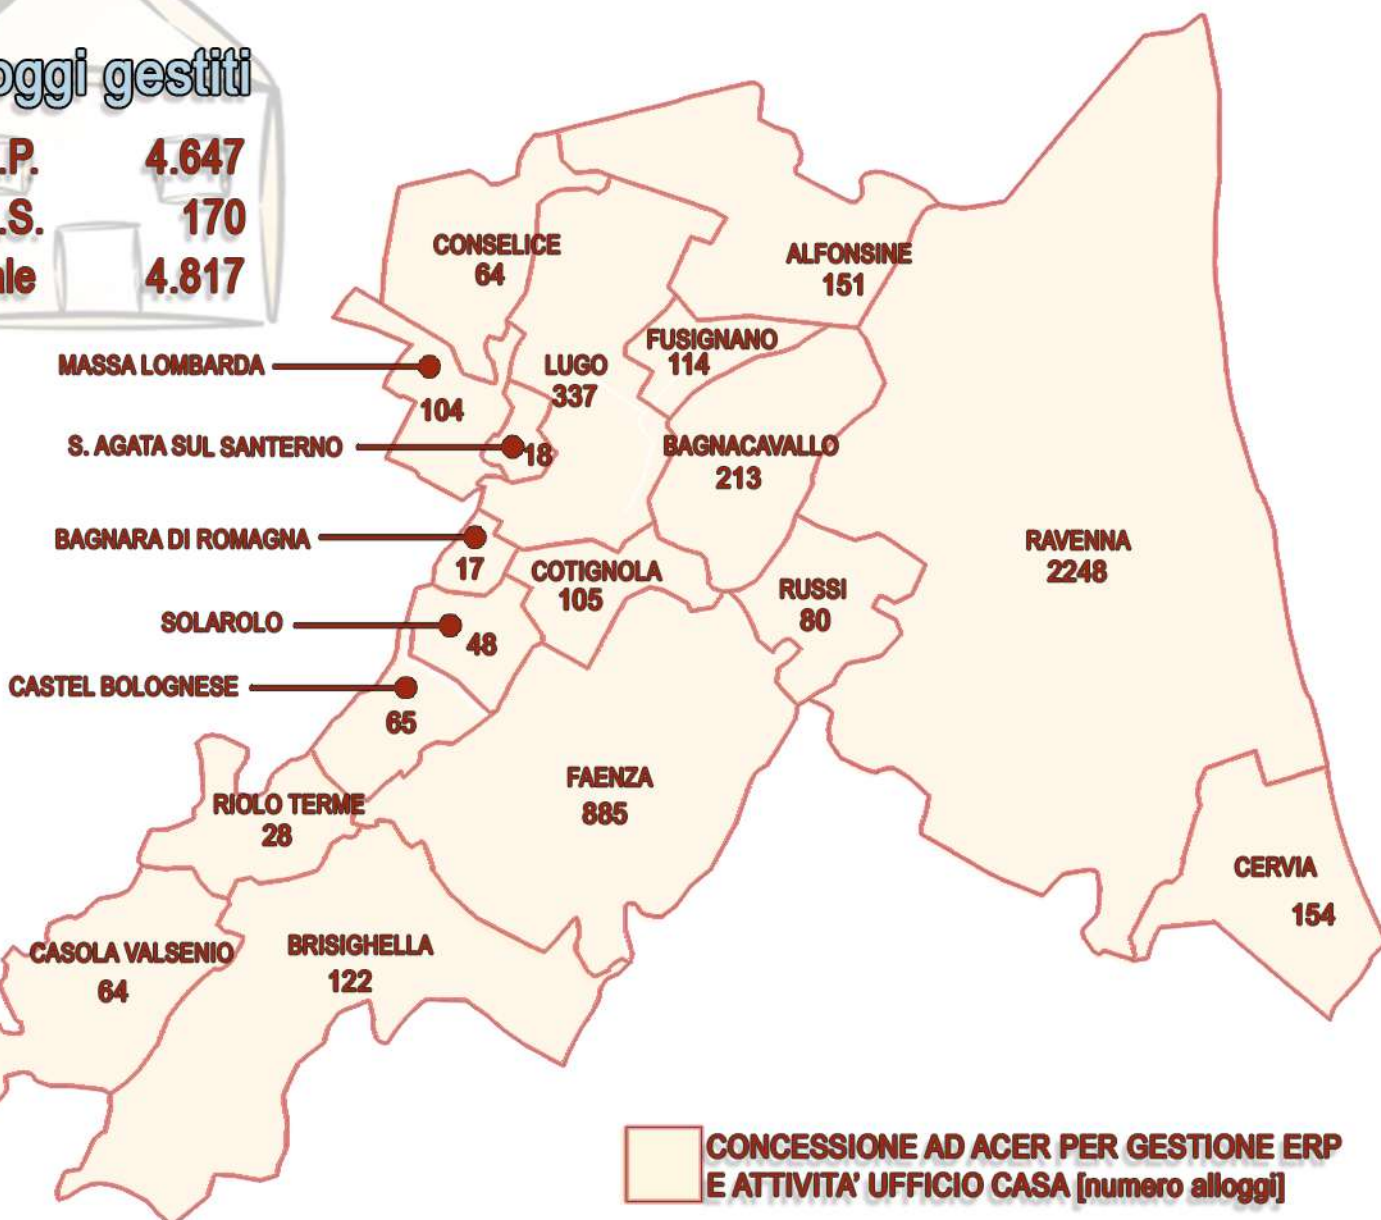 oggi gestiti
.P. 4.647
.S. 170
ale 4.817
CONSELICE
64
ALFONSINE
151
FUSIGNANO
114
MASSA LOMBARDA
104
LUGO
337
S. AGATA SUL SANTERNO
18
BAGNACAVALLO
213
BAGNARA DI ROMAGNA
17
COTIGNOLA
105
RAVENNA
2248
RUSSI
80
SOLAROLO
48
CASTEL BOLOGNESE
65
FAENZA
885
RIOLO TERME
28
CERVIA
154
CASOLA VALSENIO
64
BRISIGHELLA
122
CONCESSIONE AD ACER PER GESTIONE ERP
E ATTIVITA' UFFICIO CASA [numero alloggi]